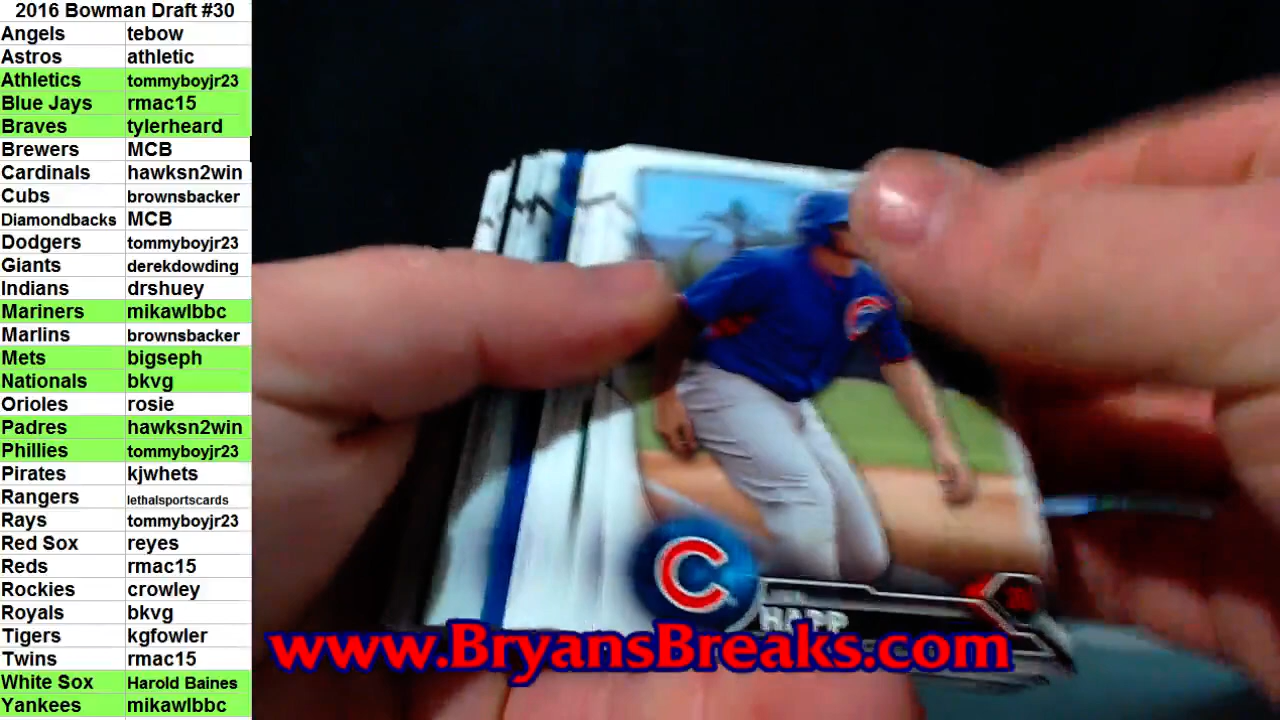 2016 Bowman Draft #30
Angels tebow
Astros athletic
Athletics tommyboyjr23
Blue Jays rmac15
Braves tylerheard
Brewers MCB
Cardinals hawksn2win
Cubs brownsbacker
Diamondbacks MCB
Dodgers tommyboyjr23
Giants derekdowding
Indians drshuey
Mariners mikawlbbc
Marlins brownsbacker
Mets bigseph
Nationals bkvg
Orioles rosie
Padres hawksn2win
Phillies tommyboyjr23
Pirates kjwhets
Rangers lethalsportscards
Rays tommyboyjr23
Red Sox reyes
Reds rmac15
Rockies crowley
Royals bkvg
Tigers kgfowler
Twins rmac15
White Sox Harold Baines
Yankees mikawlbbc
C
HAPP
www.BryansBreaks.com